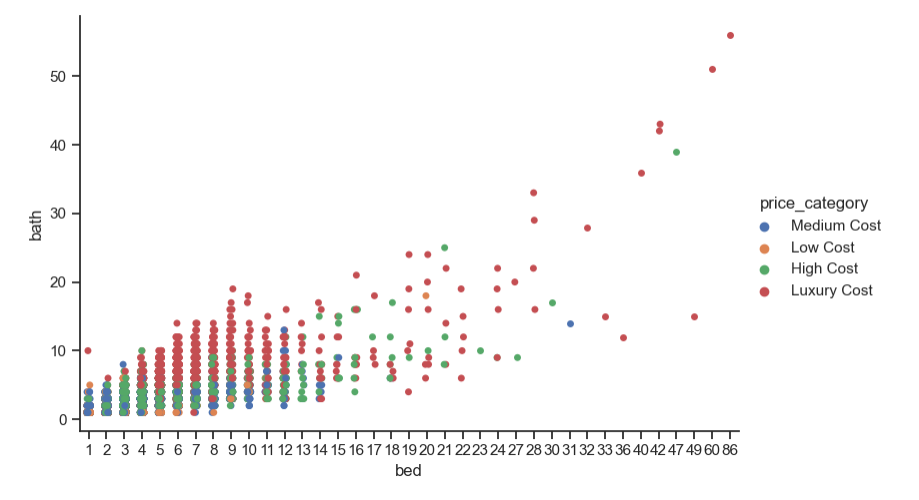 50
40
30
20
10
0
bath
1 2 3 4 5 6 7 8 9 10 11 12 13 14 15 16 17 18 19 20 21 22 23 24 27 28 30 31 32 33 36 40 42 47 49 60 86
bed
price_category
Medium Cost
Low Cost
High Cost
Luxury Cost